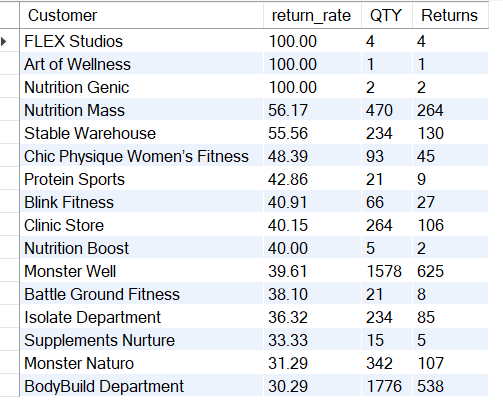 Customer return_rate QTY Returns
FLEX Studios 100.00 4 4
Art of Wellness 100.00 1 1
Nutrition Genic 100.00 2 2
Nutrition Mass 56.17 470 264
Stable Warehouse 55.56 234 130
Chic Physique Women’s Fitness 48.39 93 45
Protein Sports 42.86 21 9
Blink Fitness 40.91 66 27
Clinic Store 40.15 264 106
Nutrition Boost 40.00 5 2
Monster Well 39.61 1578 625
Battle Ground Fitness 38.10 21 8
Isolate Department 36.32 234 85
Supplements Nurture 33.33 15 5
Monster Naturo 31.29 342 107
BodyBuild Department 30.29 1776 538